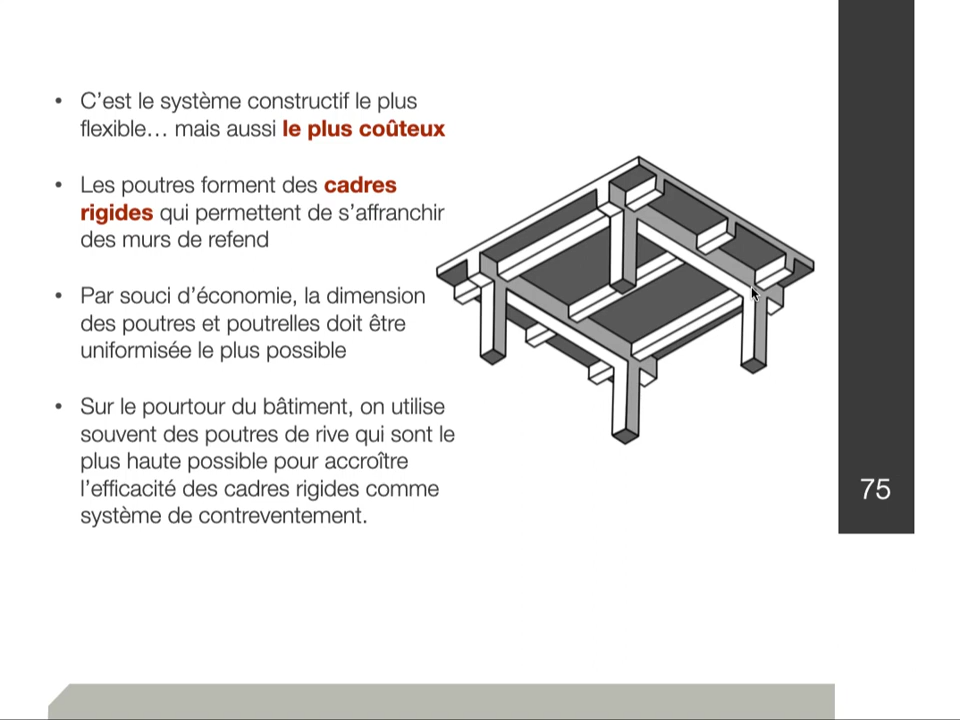 • C’est le système constructif le plus
flexible… mais aussi le plus coûteux
• Les poutres forment des cadres
rigides qui permettent de s’affranchir
des murs de refend
• Par souci d’économie, la dimension
des poutres et poutrelles doit être
uniformisée le plus possible
• Sur le pourtour du bâtiment, on utilise
souvent des poutres de rive qui sont le
plus haute possible pour accroître
l’efficacité des cadres rigides comme
système de contreventement.
75